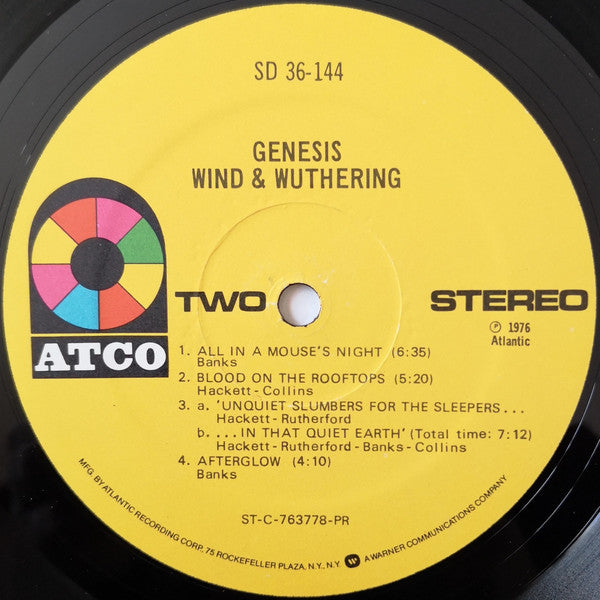 SD 36-144
GENESIS
WIND & WUTHERING
ATCO
TWO
STEREO
℗ 1976
Atlantic
1. ALL IN A MOUSE'S NIGHT (6:35)
Banks
2. BLOOD ON THE ROOFTOPS (5:20)
Hackett-Collins
3. a. 'UNQUIET SLUMBERS FOR THE SLEEPERS...
Hackett-Rutherford
b. ...IN THAT QUIET EARTH' (Total time: 7:12)
Hackett-Rutherford-Banks-Collins
4. AFTERGLOW (4:10)
Banks
ST-C-763778-PR
MFG. BY ATLANTIC RECORDING CORP., 75 ROCKEFELLER PLAZA, N.Y., N.Y. W A WARNER COMMUNICATIONS COMPANY